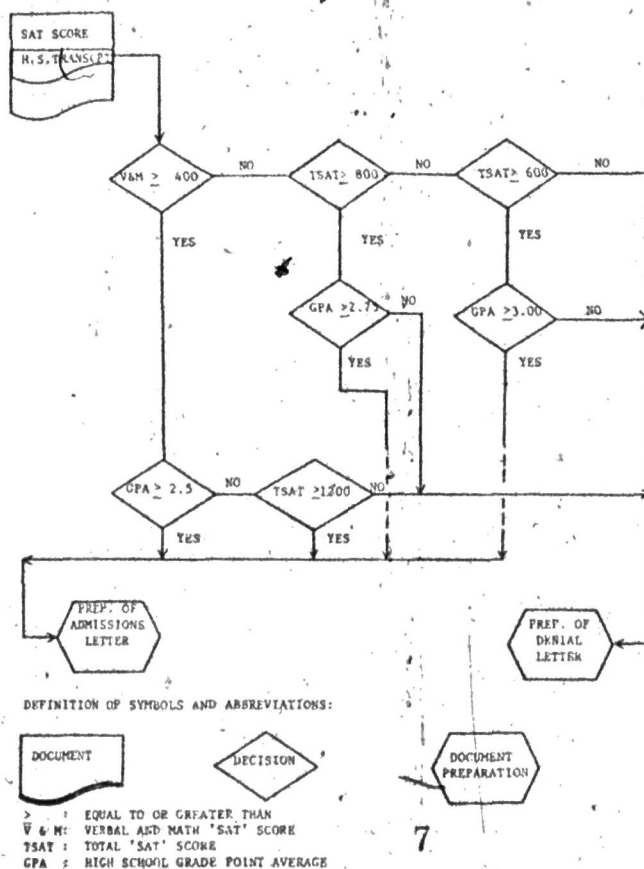 SAT SCORE
H.S.TRANSCPT
V&M ≥ 400
NO
TSAT ≥ 800
NO
TSAT ≥ 600
NO
YES
YES
YES
GPA ≥2.75
NO
GPA ≥3.00
NO
YES
YES
GPA ≥ 2.5
NO
TSAT ≥1200
NO
YES
YES
PREP. OF
ADMISSIONS
LETTER
PREP. OF
DENIAL
LETTER
DEFINITION OF SYMBOLS AND ABBREVIATIONS:
DOCUMENT
DECISION
DOCUMENT
PREPARATION
≥ : EQUAL TO OR GREATER THAN
V & M: VERBAL AND MATH 'SAT' SCORE
TSAT : TOTAL 'SAT' SCORE
GPA : HIGH SCHOOL GRADE POINT AVERAGE
7